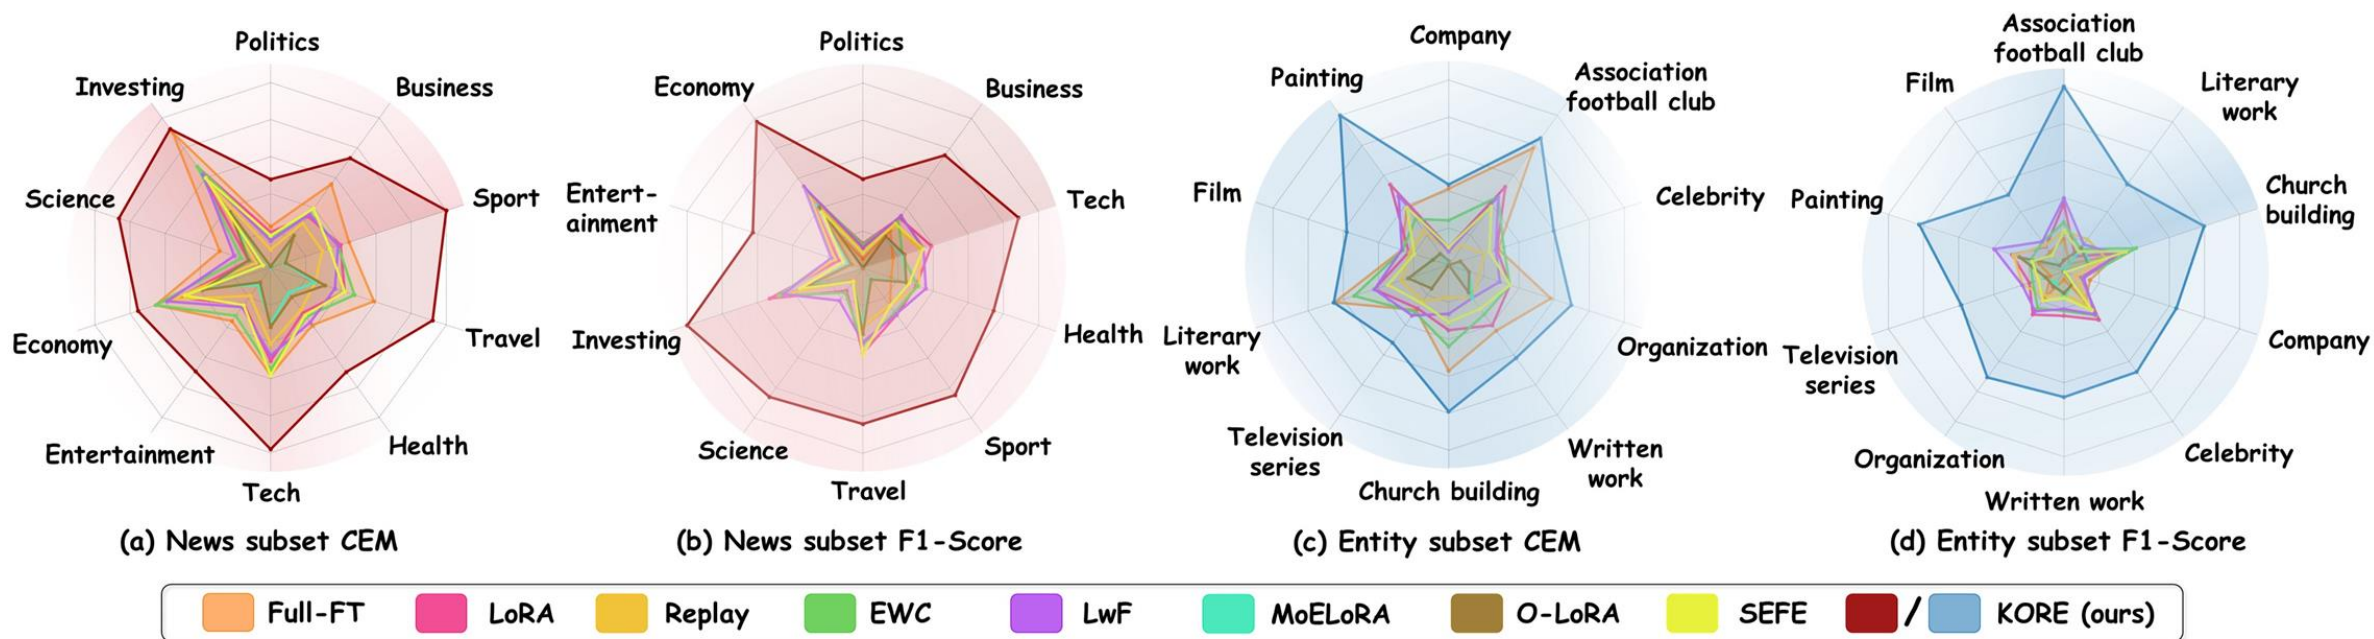 Politics
Business
Sport
Travel
Health
Tech
Entertainment
Economy
Science
Investing
(a) News subset CEM
Politics
Business
Tech
Health
Sport
Travel
Science
Investing
Entert-
ainment
Economy
(b) News subset F1-Score
Company
Association
football club
Celebrity
Organization
Written
work
Church building
Television
series
Literary
work
Film
Painting
(c) Entity subset CEM
Association
football club
Literary
work
Church
building
Company
Celebrity
Written work
Organization
Television
series
Painting
Film
(d) Entity subset F1-Score
Full-FT LoRA Replay EWC LwF MoELoRA O-LoRA SEFE / KORE (ours)